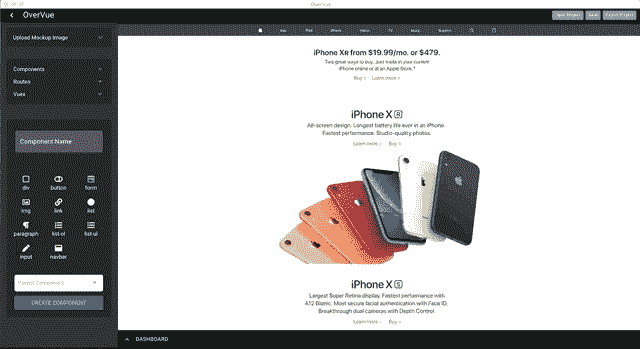 OverVue
OverVue
Open Project
Save
Export Project
Upload Mockup Image
Components
Routes
Vuex
Component Name
div
button
form
img
link
list
paragraph
list-ol
list-ul
input
navbar
Parent Component
CREATE COMPONENT
Mac
iPad
iPhone
Watch
TV
Music
Support
iPhone XR from $19.99/mo. or $479.
Two great ways to buy. Just trade in your current
iPhone online or at an Apple Store.*
Buy > Learn more >
iPhone X R
All-screen design. Longest battery life ever in an iPhone.
Fastest performance. Studio-quality photos.
Learn more > Buy >
iPhone X S
Largest Super Retina display. Fastest performance with
A12 Bionic. Most secure facial authentication with Face ID.
Breakthrough dual cameras with Depth Control.
Learn more > Buy >
DASHBOARD